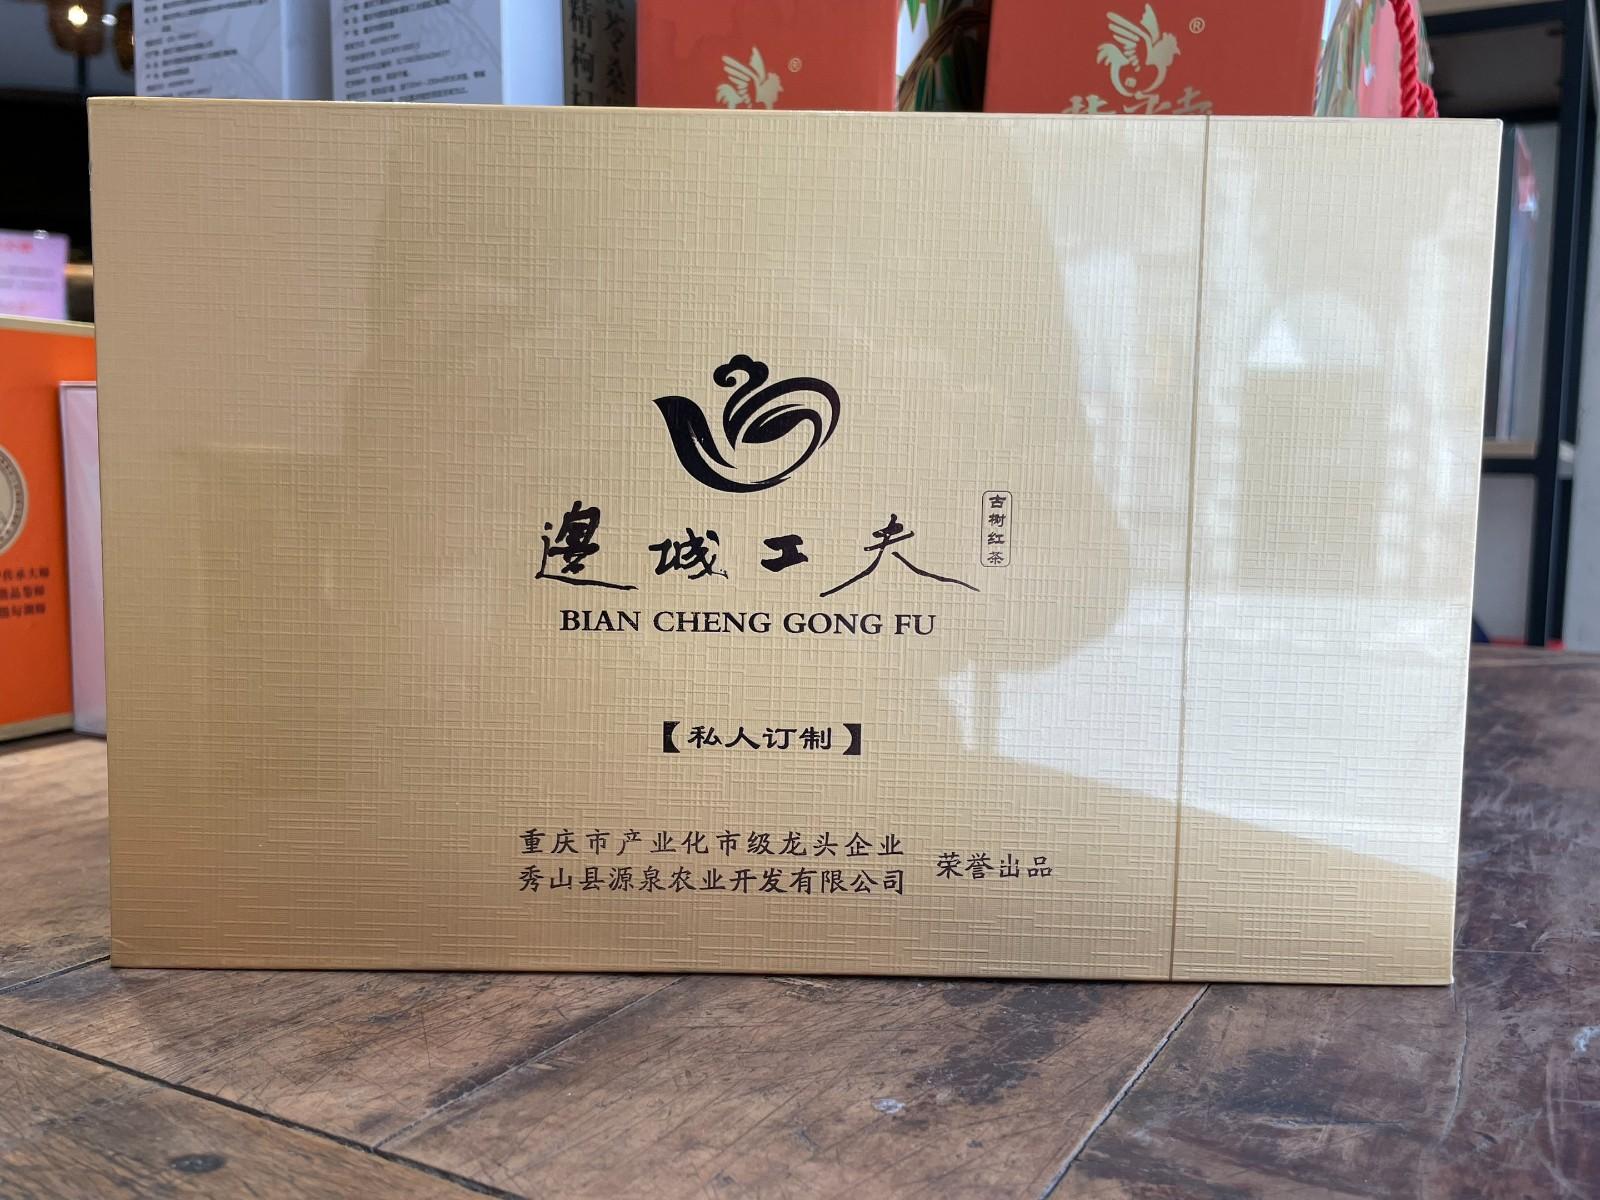 邊城工夫
古树红茶
BIAN CHENG GONG FU
【私人订制】
重庆市产业化市级龙头企业
秀山县源泉农业开发有限公司
荣誉出品